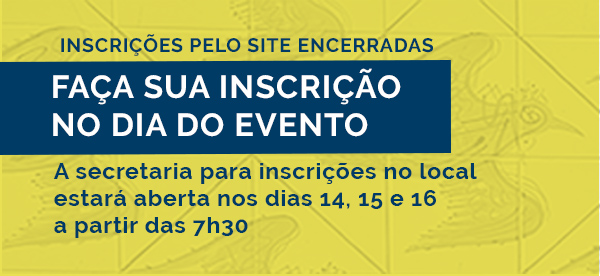 INSCRIÇÕES PELO SITE ENCERRADAS
FAÇA SUA INSCRIÇÃO
NO DIA DO EVENTO
A secretaria para inscrições no local
estará aberta nos dias 14, 15 e 16
a partir das 7h30